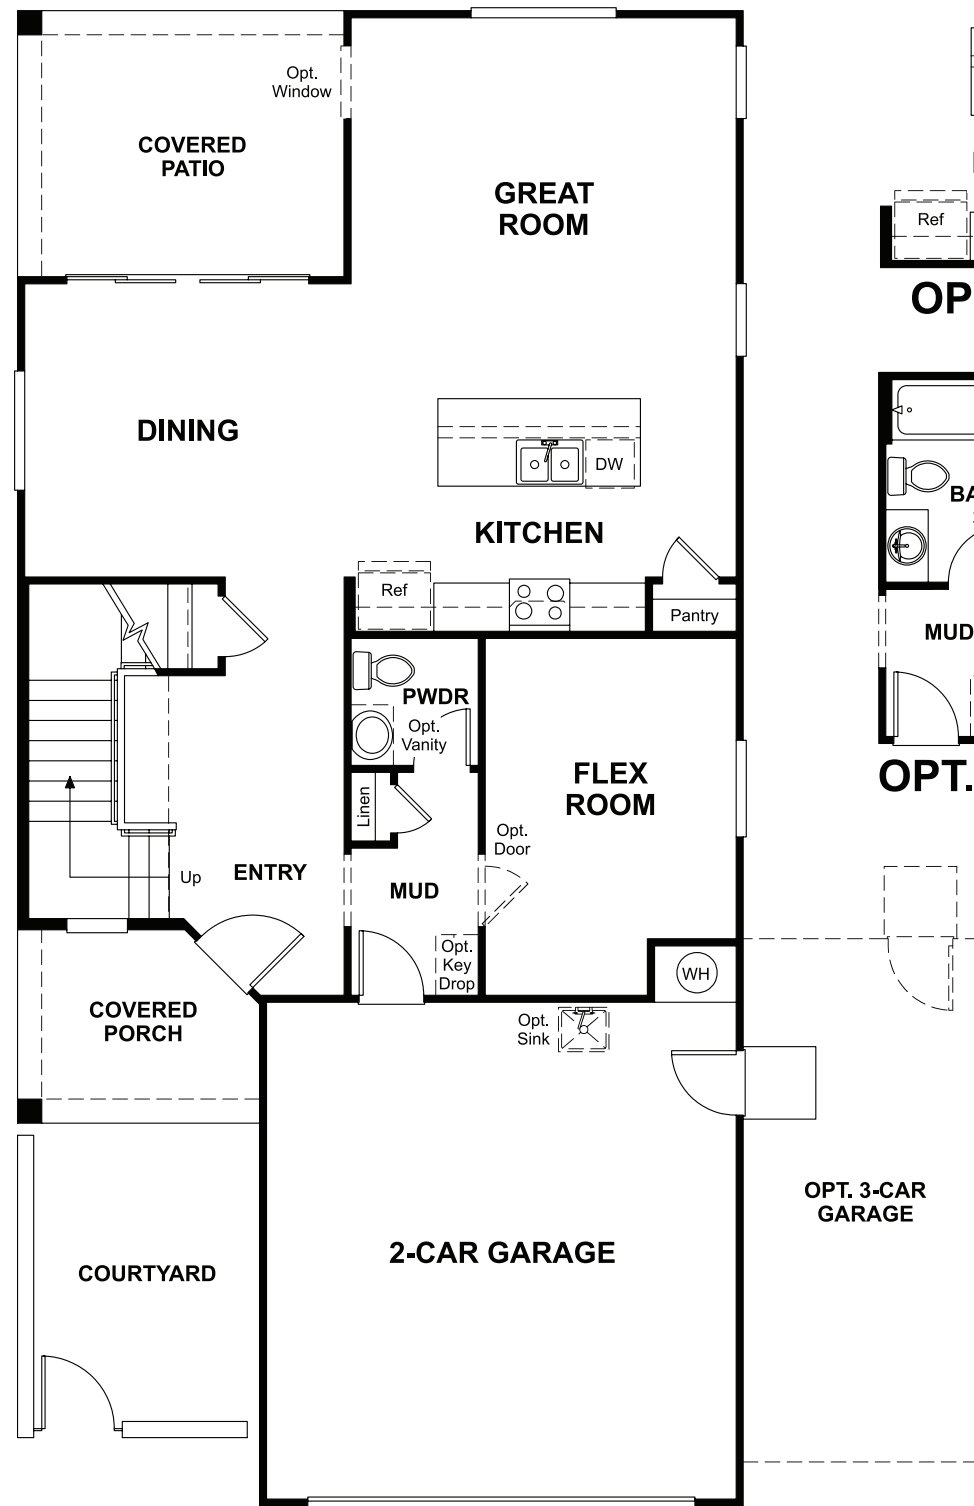 Opt.
Window
COVERED
PATIO
GREAT
ROOM
Ref
OP
DINING
DW
KITCHEN
Ref
Pantry
BA
MUD
PWDR
Opt.
Vanity
OPT.
FLEX
ROOM
Linen
Opt.
Door
Up
ENTRY
MUD
Opt.
Key
Drop
WH
COVERED
PORCH
Opt.
Sink
OPT. 3-CAR
GARAGE
2-CAR GARAGE
COURTYARD